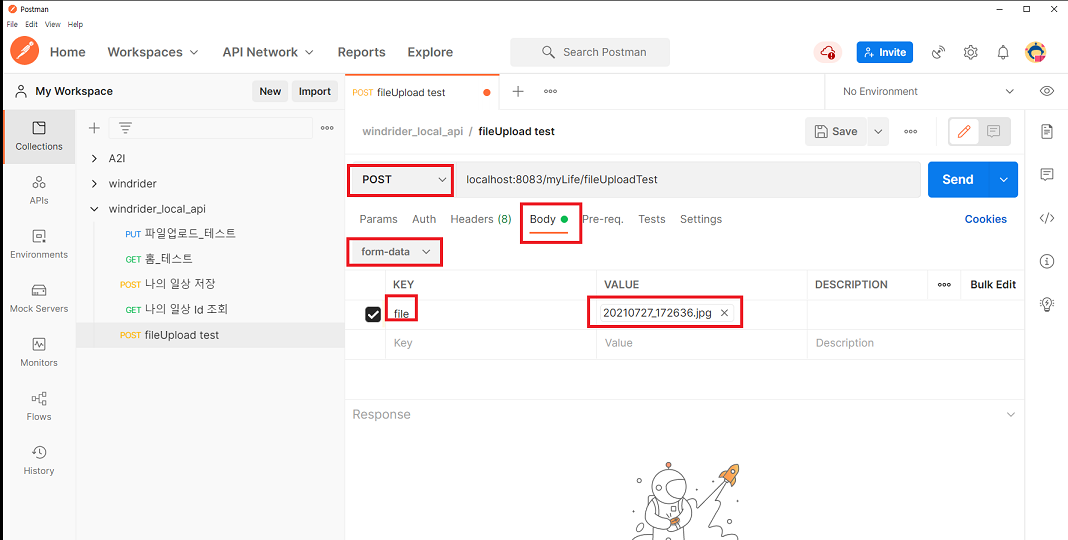 Postman
File Edit View Help
Home Workspaces API Network Reports Explore Search Postman Invite
My Workspace New Import POST fileUpload test No Environment
Collections
APIs
Environments
Mock Servers
Monitors
Flows
History
A2I
windrider
windrider_local_api
PUT 파일업로드_테스트
GET 홈_테스트
POST 나의 일상 저장
GET 나의 일상 Id 조회
POST fileUpload test
windrider_local_api / fileUpload test Save
POST localhost:8083/myLife/fileUploadTest Send
Params Auth Headers (8) Body Pre-req. Tests Settings Cookies
form-data
KEY VALUE DESCRIPTION Bulk Edit
file 20210727_172636.jpg
Key Value Description
Response